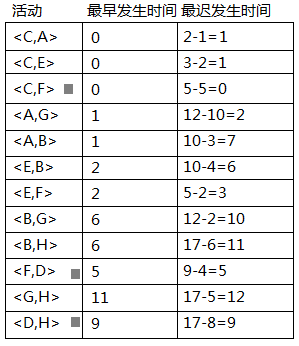 活动 最早发生时间 最迟发生时间
<C,A> 0 2-1=1
<C,E> 0 3-2=1
<C,F> 0 5-5=0
<A,G> 1 12-10=2
<A,B> 1 10-3=7
<E,B> 2 10-4=6
<E,F> 2 5-2=3
<B,G> 6 12-2=10
<B,H> 6 17-6=11
<F,D> 5 9-4=5
<G,H> 11 17-5=12
<D,H> 9 17-8=9